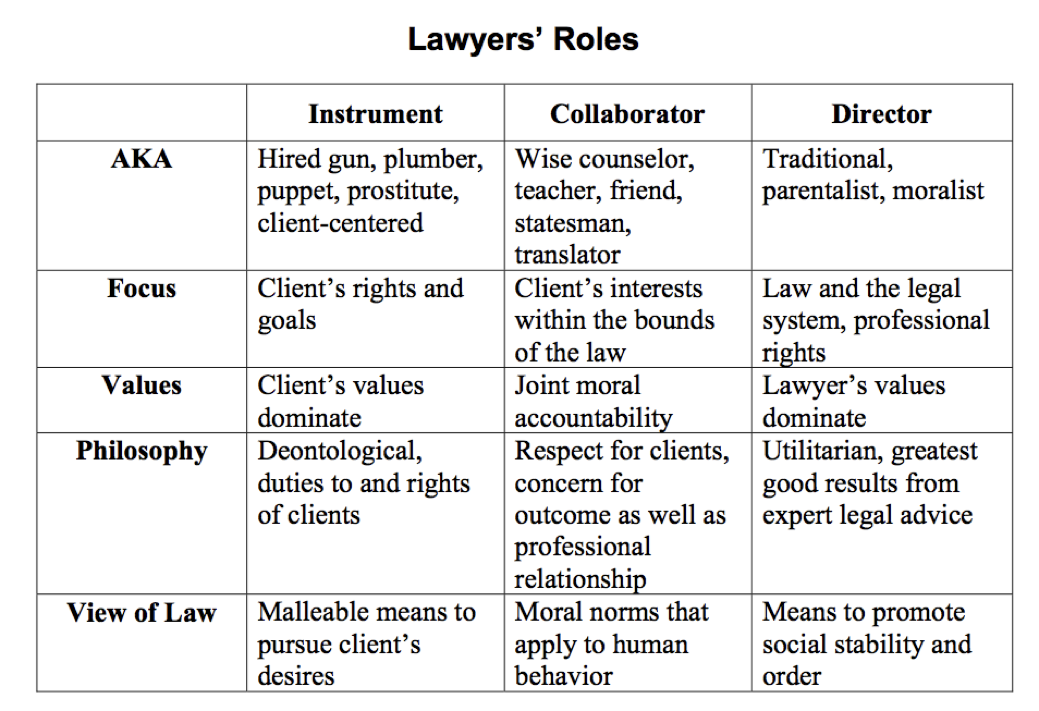 Lawyers’ Roles
Instrument Collaborator Director
AKA
Hired gun, plumber,
puppet, prostitute,
client-centered
Wise counselor,
teacher, friend,
statesman,
translator
Traditional,
parentalist, moralist
Focus
Client’s rights and
goals
Client’s interests
within the bounds
of the law
Law and the legal
system, professional
rights
Values
Client’s values
dominate
Joint moral
accountability
Lawyer’s values
dominate
Philosophy
Deontological,
duties to and rights
of clients
Respect for clients,
concern for
outcome as well as
professional
relationship
Utilitarian, greatest
good results from
expert legal advice
View of Law
Malleable means to
pursue client’s
desires
Moral norms that
apply to human
behavior
Means to promote
social stability and
order